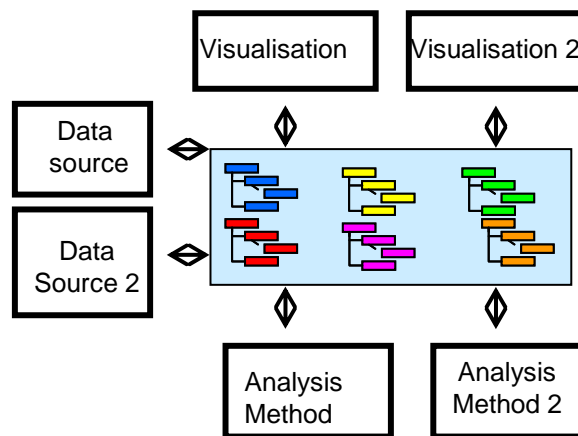 Visualisation
Visualisation 2
Data
source
Data
Source 2
Analysis
Method
Analysis
Method 2